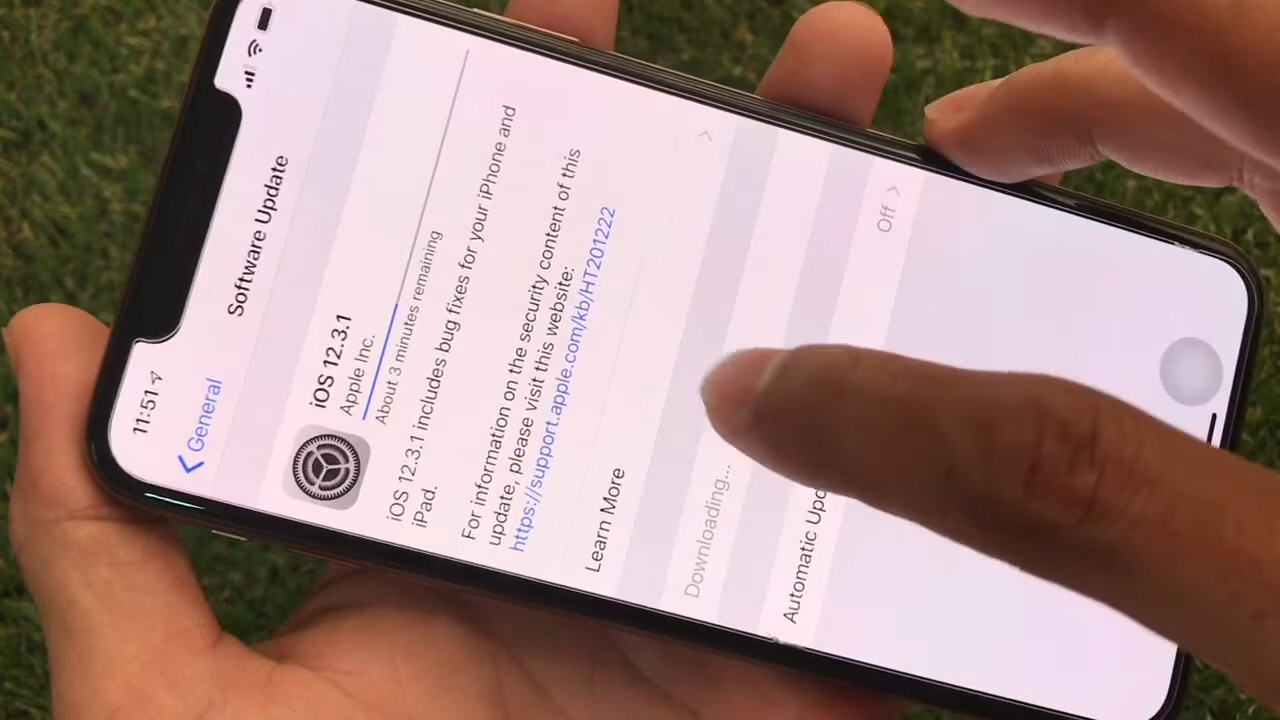 11:51
General
Software Update
iOS 12.3.1
Apple Inc.
About 3 minutes remaining
iOS 12.3.1 includes bug fixes for your iPhone and
iPad.
For information on the security content of this
update, please visit this website:
https://support.apple.com/kb/HT201222
Learn More
Downloading...
Automatic Off